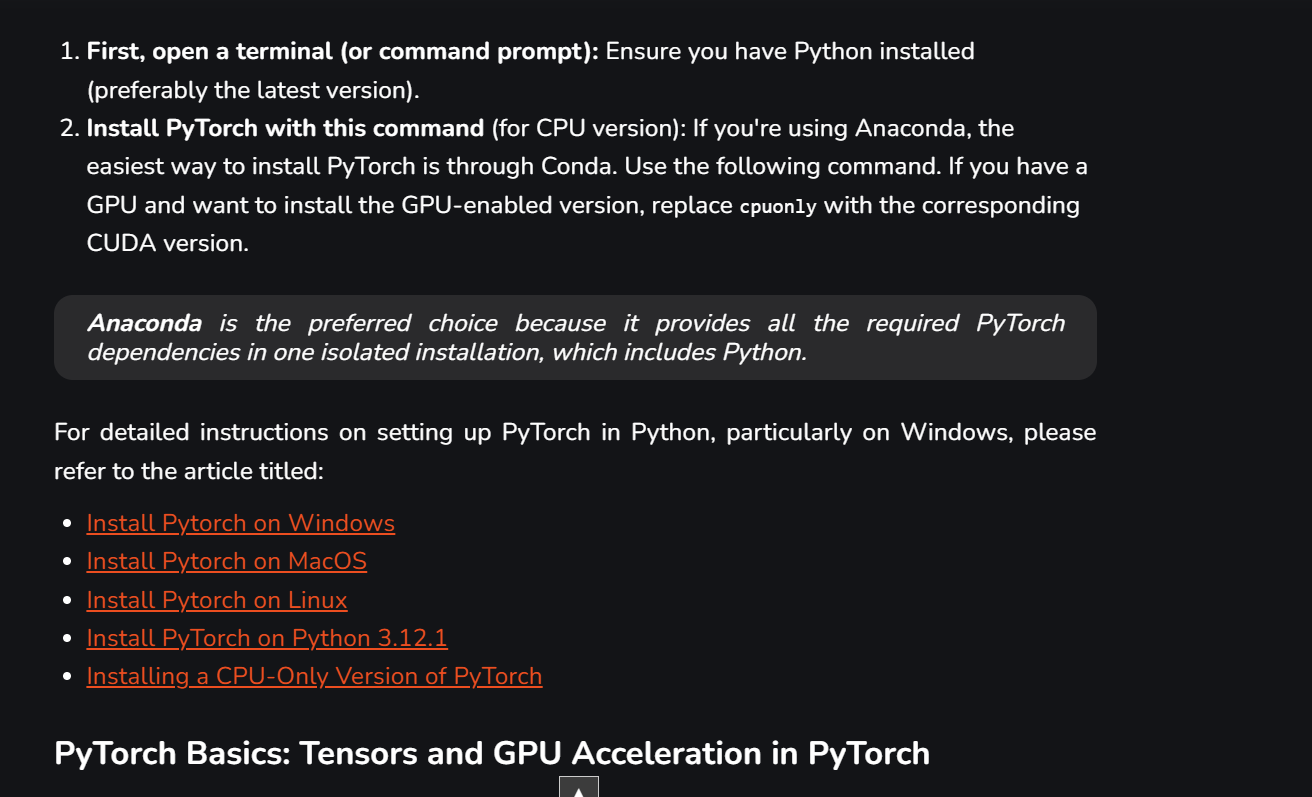 1. First, open a terminal (or command prompt): Ensure you have Python installed
(preferably the latest version).
2. Install PyTorch with this command (for CPU version): If you're using Anaconda, the
easiest way to install PyTorch is through Conda. Use the following command. If you have a
GPU and want to install the GPU-enabled version, replace cpuonly with the corresponding
CUDA version.
Anaconda is the preferred choice because it provides all the required PyTorch
dependencies in one isolated installation, which includes Python.
For detailed instructions on setting up PyTorch in Python, particularly on Windows, please
refer to the article titled:
• Install Pytorch on Windows
• Install Pytorch on MacOS
• Install Pytorch on Linux
• Install PyTorch on Python 3.12.1
• Installing a CPU-Only Version of PyTorch
PyTorch Basics: Tensors and GPU Acceleration in PyTorch